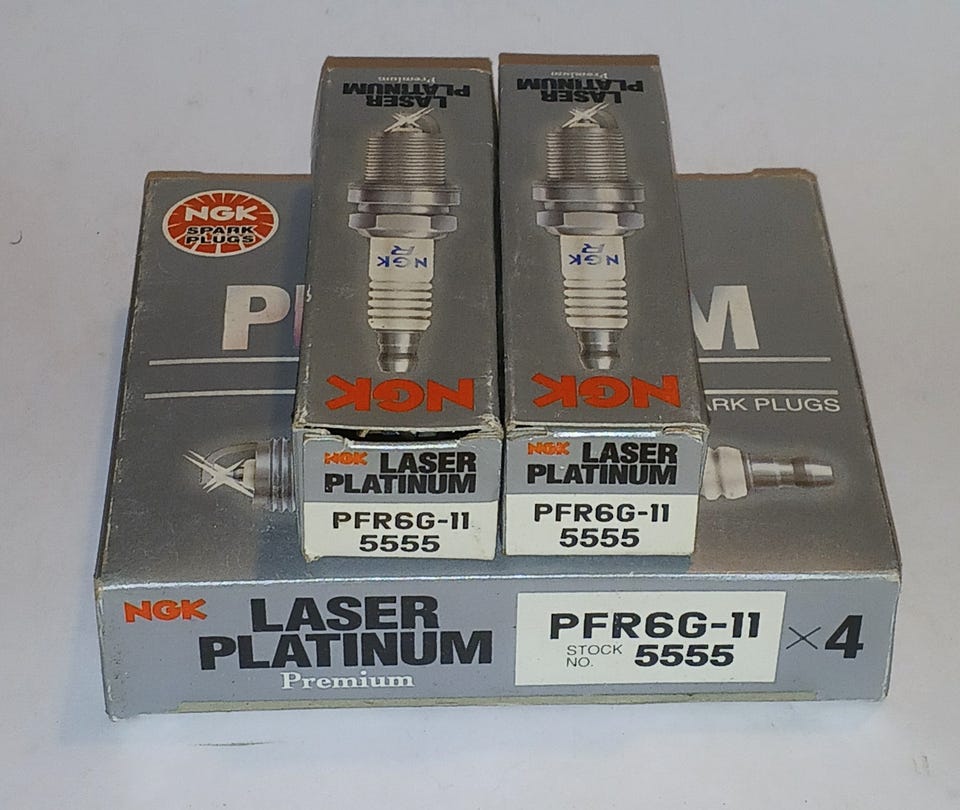 LASER
PLATINUM
Premium
NGK
R
NGK
LASER
PLATINUM
Premium
NGK
R
NGK
NGK
SPARK
PLUGS
P
M
ARK PLUGS
NGK LASER
PLATINUM
PFR6G-11
5555
NGK LASER
PLATINUM
PFR6G-11
5555
NGK LASER
PLATINUM
Premium
PFR6G-11
STOCK NO. 5555
×4